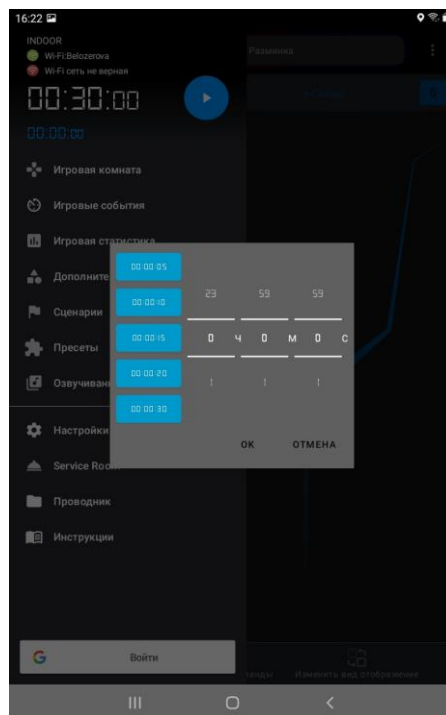 16:22
INDOOR
Wi-Fi:Belozerova
Wi-Fi сеть не верная
Разминка
00:30:00
00:00:00
Игровая комната
Игровые события
Игровая статистика
Дополните
Сценарии
Пресеты
Озвучиван
00:00:05
00:00:10
00:00:15
00:00:20
00:00:30
23 59 59
0 ч 0 м 0 с
1 1 1
ОК ОТМЕНА
Настройки
Service Room
Проводник
Инструкции
G Войти
Изменить вид отображения